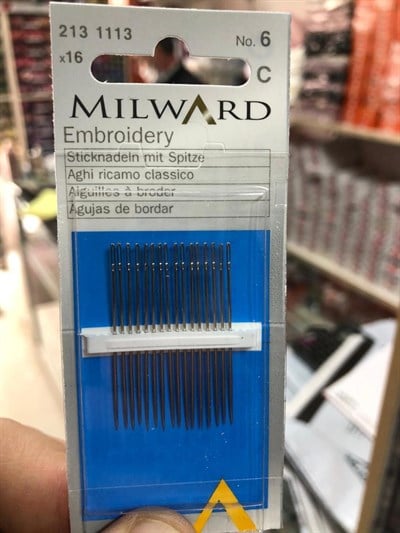 213 1113
No. 6
x16
C
MILWARD
Embroidery
Sticknadeln mit Spitze
Aghi ricamo classico
Aiguilles à broder
Agujas de bordar